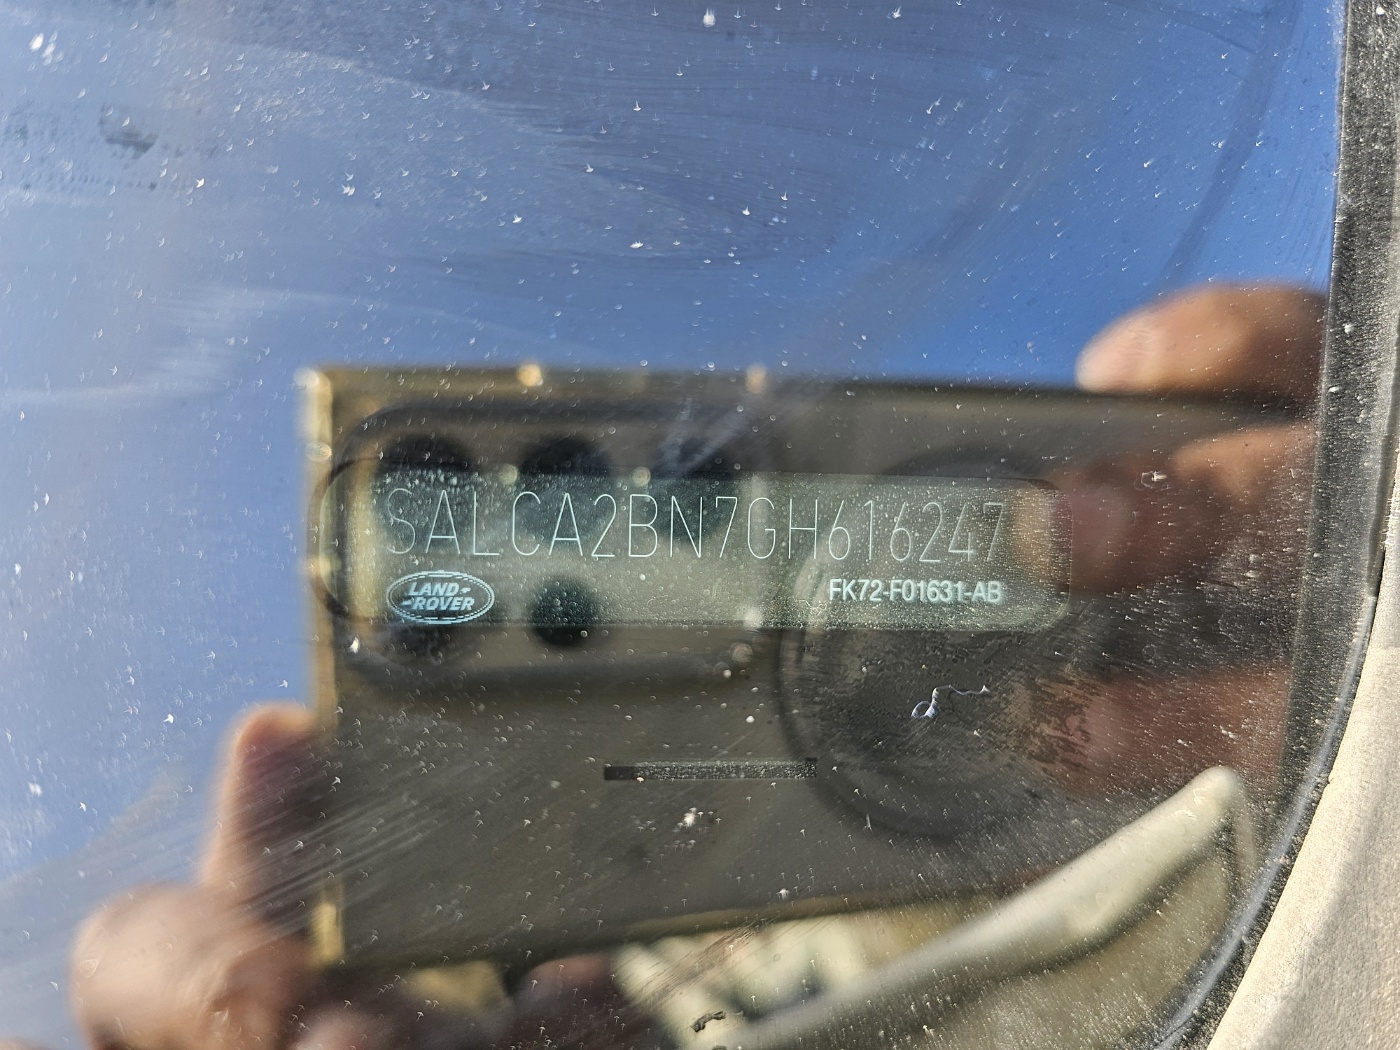 SALCA2BN7GH616247
LAND-
-ROVER
FK72-F01631-AB